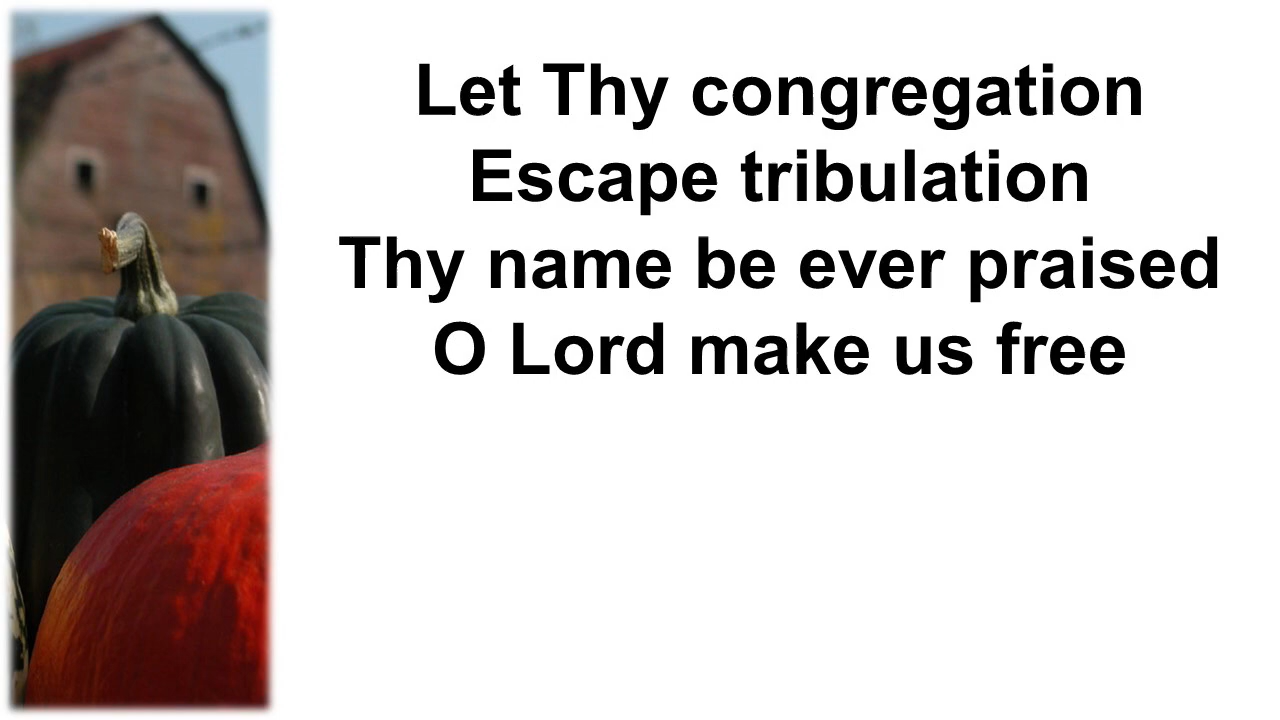 Let Thy congregation
Escape tribulation
Thy name be ever praised
O Lord make us free